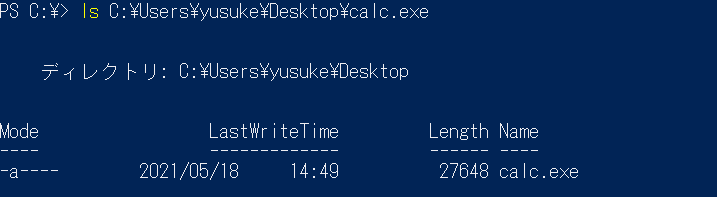 PS C:¥> ls C:¥Users¥yusuke¥Desktop¥calc.exe
ディレクトリ: C:¥Users¥yusuke¥Desktop
Mode LastWriteTime Length Name
---- ------------- ------ ----
-a---- 2021/05/18 14:49 27648 calc.exe